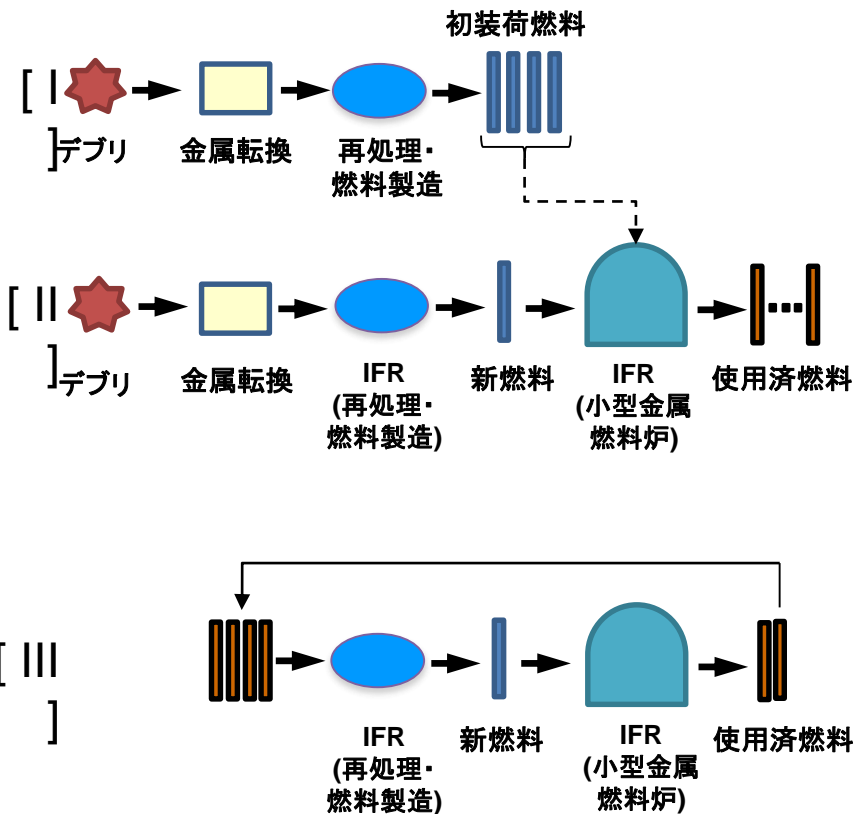 初装荷燃料
[ I
]
デブリ
金属転換
再処理・
燃料製造
[ II
]
デブリ
金属転換
IFR
(再処理・
燃料製造)
新燃料
IFR
(小型金属
燃料炉)
使用済燃料
[ III
]
IFR
(再処理・
燃料製造)
新燃料
IFR
(小型金属
燃料炉)
使用済燃料